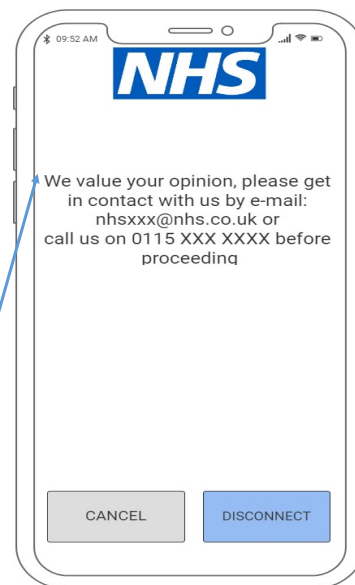 09:52 AM
NHS
We value your opinion, please get
in contact with us by e-mail:
nhsxxx@nhs.co.uk or
call us on 0115 XXX XXXX before
proceeding
CANCEL
DISCONNECT